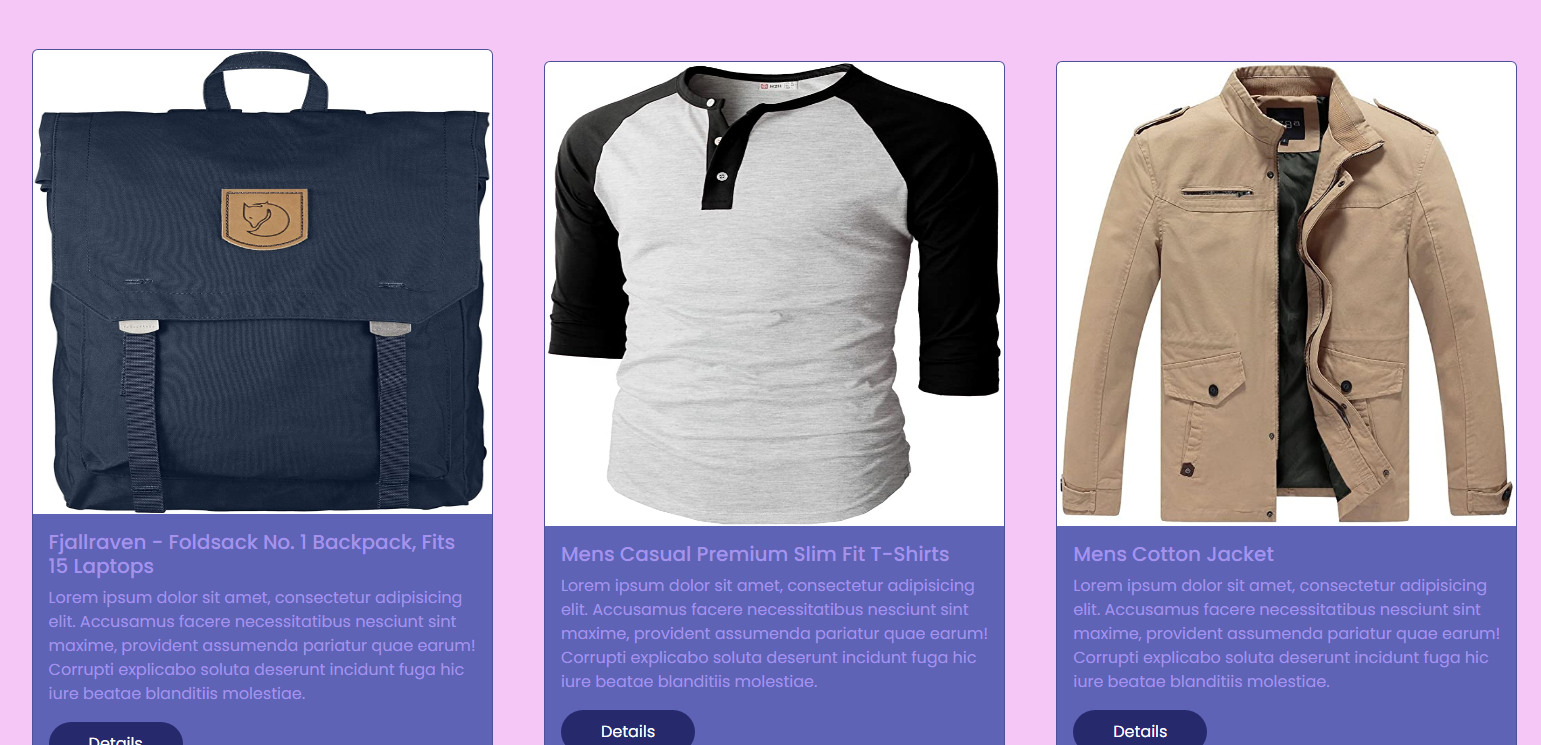 Fjallraven - Foldsack No. 1 Backpack, Fits
15 Laptops
Lorem ipsum dolor sit amet, consectetur adipisicing
elit. Accusamus facere necessitatibus nesciunt sint
maxime, provident assumenda pariatur quae earum!
Corrupti explicabo soluta deserunt incidunt fuga hic
iure beatae blanditiis molestiae.
Details
Mens Casual Premium Slim Fit T-Shirts
Lorem ipsum dolor sit amet, consectetur adipisicing
elit. Accusamus facere necessitatibus nesciunt sint
maxime, provident assumenda pariatur quae earum!
Corrupti explicabo soluta deserunt incidunt fuga hic
iure beatae blanditiis molestiae.
Details
Mens Cotton Jacket
Lorem ipsum dolor sit amet, consectetur adipisicing
elit. Accusamus facere necessitatibus nesciunt sint
maxime, provident assumenda pariatur quae earum!
Corrupti explicabo soluta deserunt incidunt fuga hic
iure beatae blanditiis molestiae.
Details